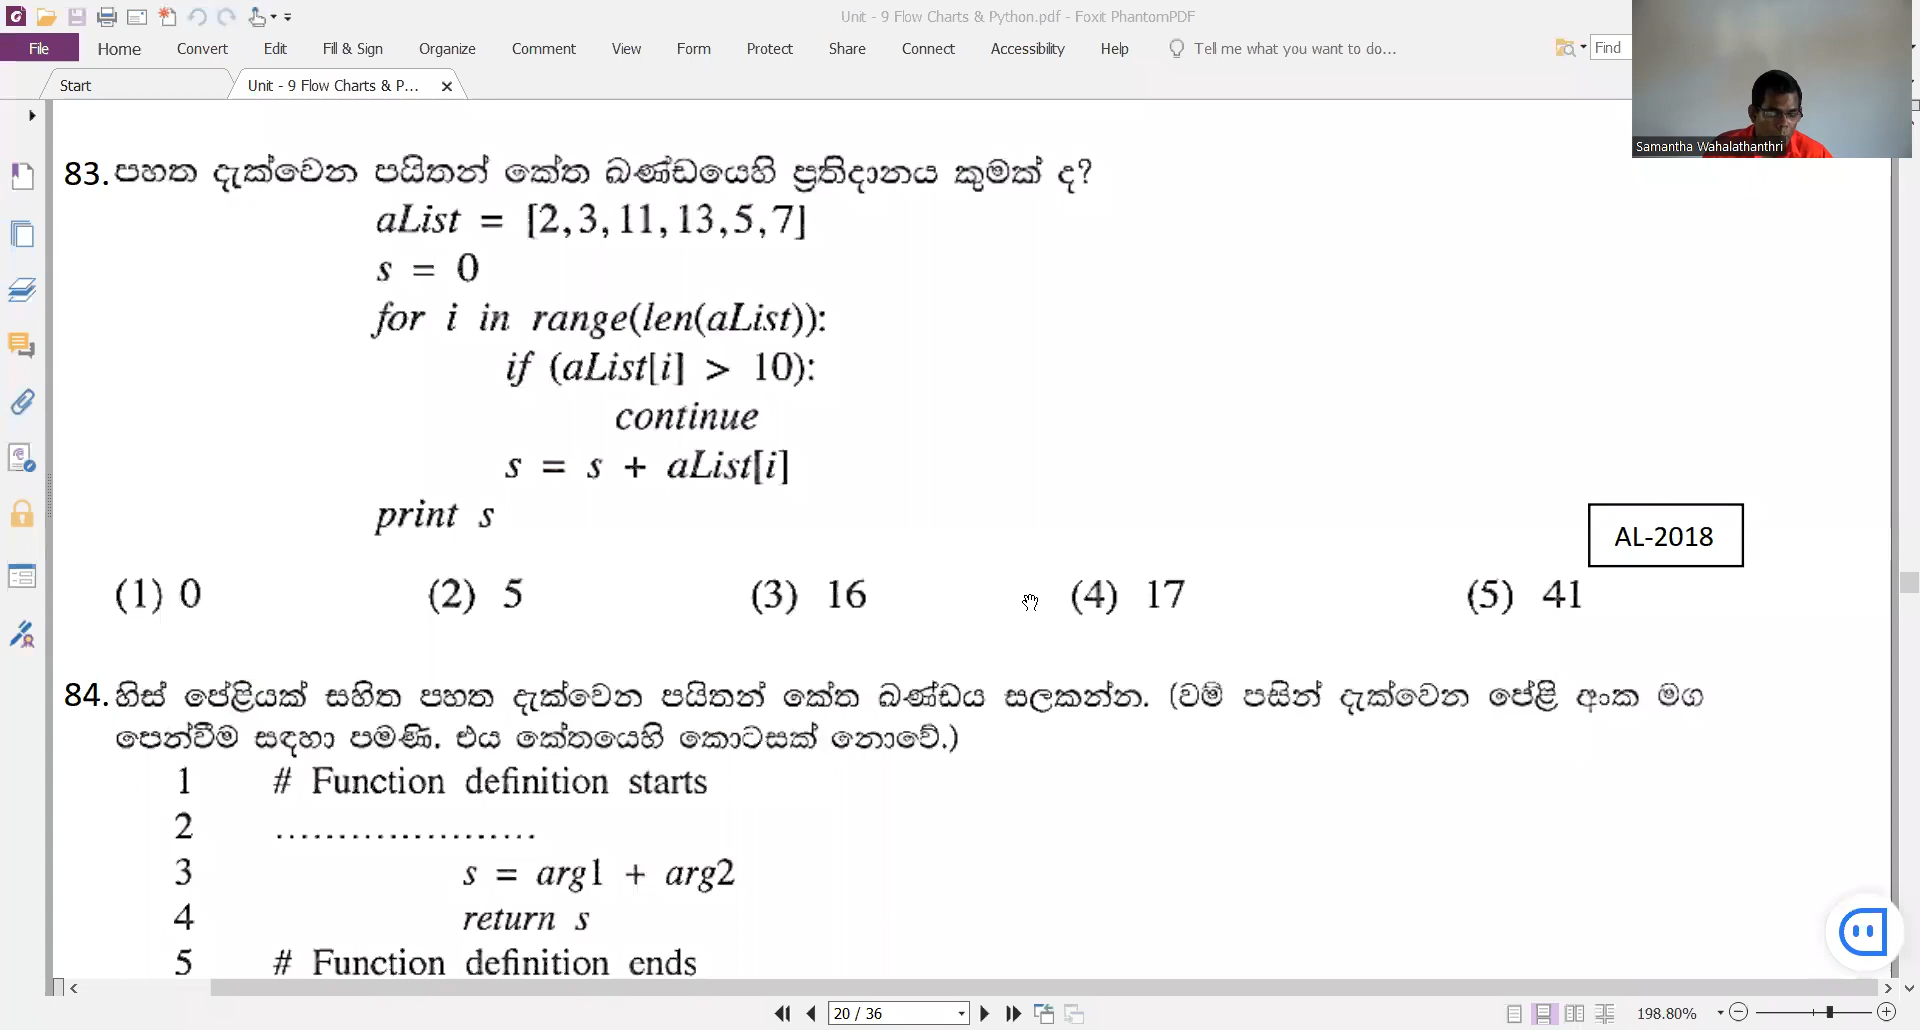 Unit - 9 Flow Charts & Python.pdf - Foxit PhantomPDF
File Home Convert Edit Fill & Sign Organize Comment View Form Protect Share Connect Accessibility Help Tell me what you want to do... Find
Start Unit - 9 Flow Charts & P...
Samantha Wahalathanthri
83. පහත දැක්වෙන පයිතන් කේත ඛණ්ඩයෙහි ප්‍රතිදානය කුමක් ද?
aList = [2,3,11,13,5,7]
s = 0
for i in range(len(aList)):
if (aList[i] > 10):
continue
s = s + aList[i]
print s
AL-2018
(1) 0 (2) 5 (3) 16 (4) 17 (5) 41
84. හිස් පේළියක් සහිත පහත දැක්වෙන පයිතන් කේත ඛණ්ඩය සලකන්න. (වම් පසින් දැක්වෙන පේළි අංක මග
පෙන්වීම සඳහා පමණි. එය කේතයෙහි කොටසක් නොවේ.)
1 # Function definition starts
2 .....................
3 s = arg1 + arg2
4 return s
5 # Function definition ends
20 / 36 198.80%